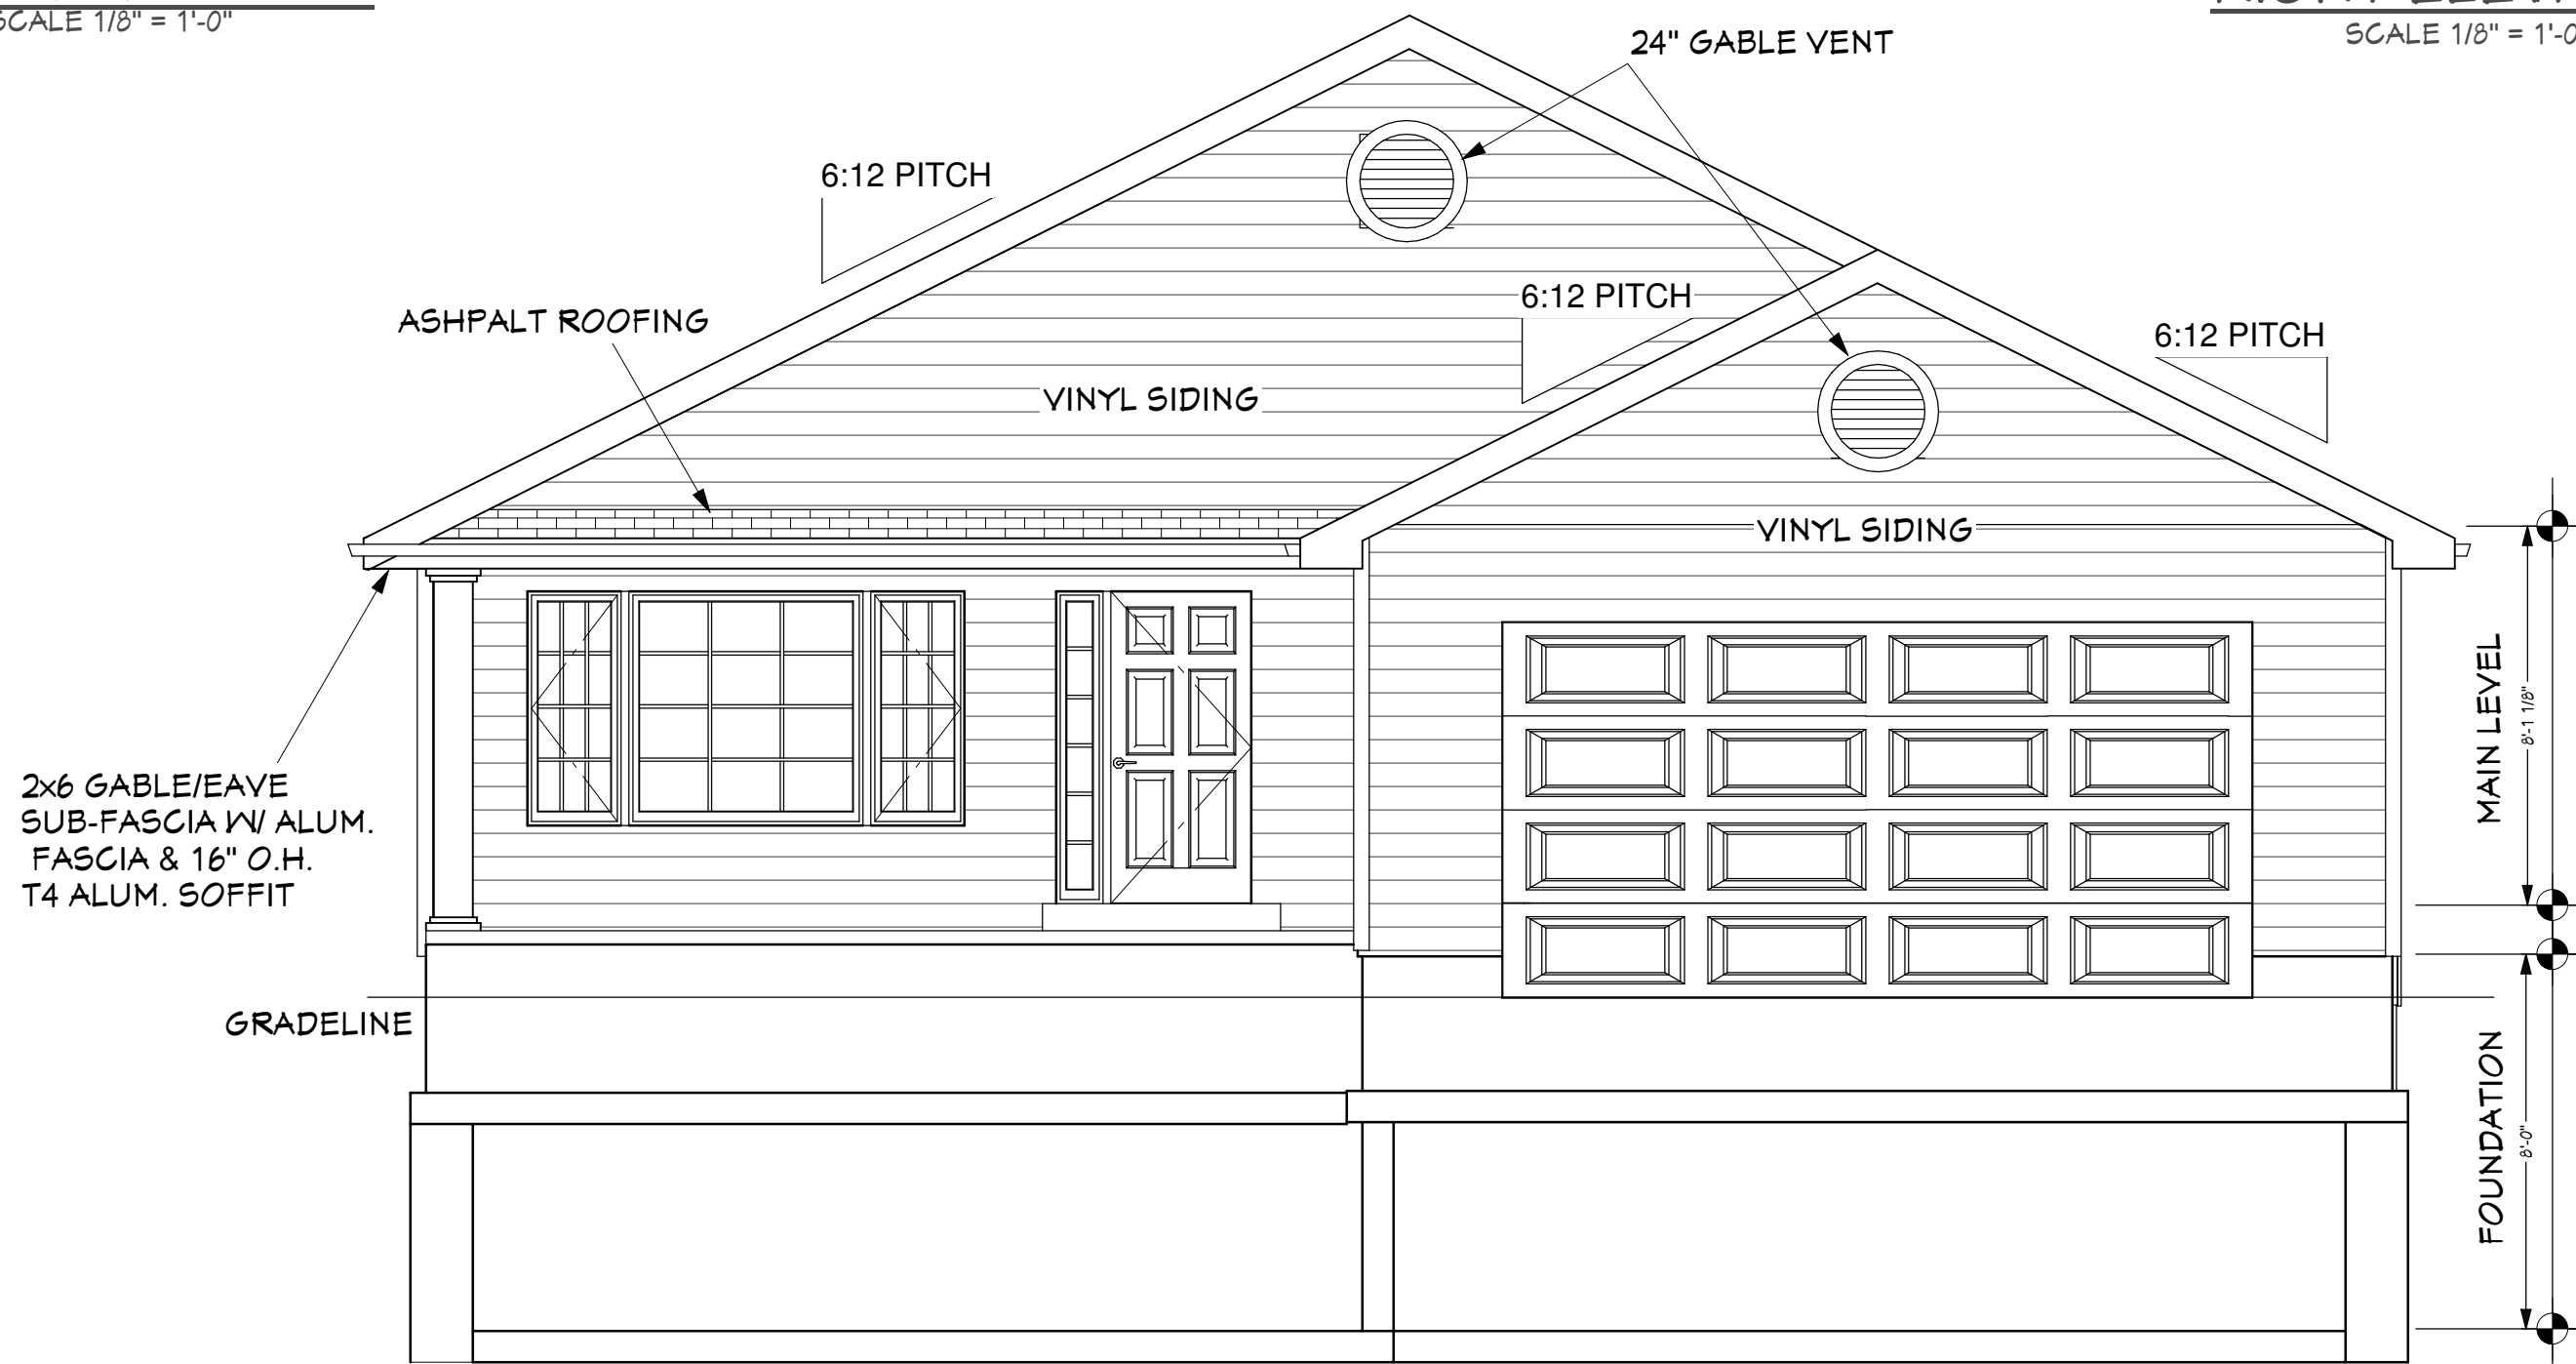 SCALE 1/8" = 1'-0"
SCALE 1/8" = 1'-0
24" GABLE VENT
6:12 PITCH
6:12 PITCH
6:12 PITCH
ASHPALT ROOFING
VINYL SIDING
VINYL SIDING
2x6 GABLE/EAVE
SUB-FASCIA W/ ALUM.
FASCIA & 16" O.H.
T4 ALUM. SOFFIT
GRADELINE
MAIN LEVEL
8'-1 1/8"
FOUNDATION
8'-0"